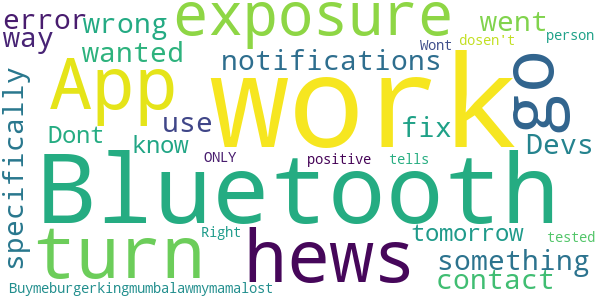 error wrong exposure went
way wanted Wont dosen't person
App work notifications go
specifically use fix Devs
Dont know ONLY positive tells
Bluetooth
turn hews Right tomorrow tested
something
contact
Buymeburgerkingmumbalawmymamalost